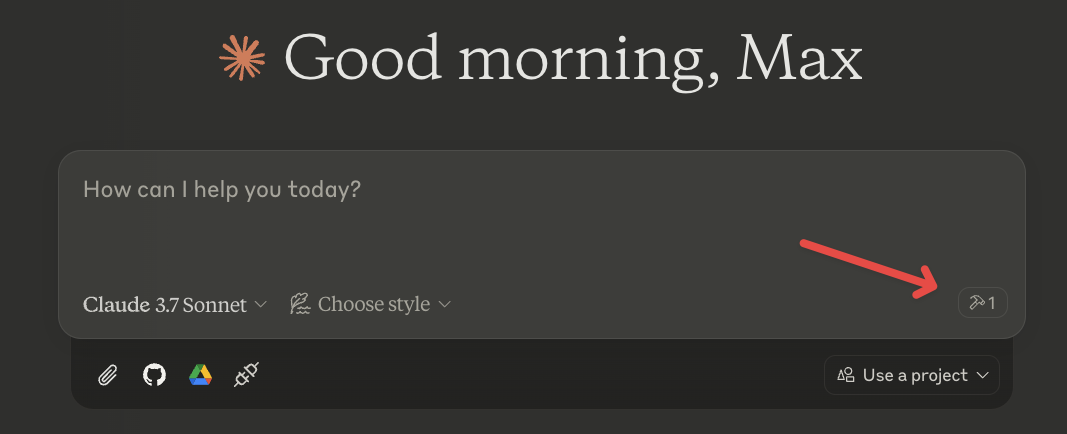 Good morning, Max
How can I help you today?
Claude 3.7 Sonnet
Choose style
1
Use a project